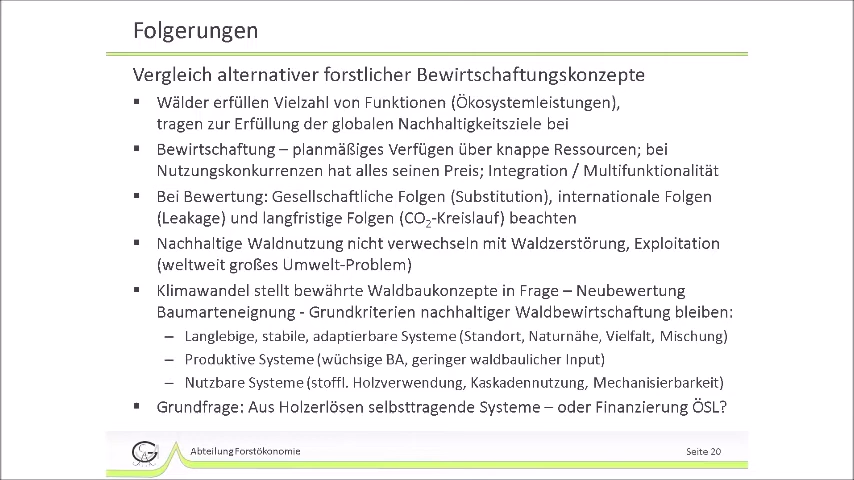 Folgerungen
Vergleich alternativer forstlicher Bewirtschaftungskonzepte
▪ Wälder erfüllen Vielzahl von Funktionen (Ökosystemleistungen),
tragen zur Erfüllung der globalen Nachhaltigkeitsziele bei
▪ Bewirtschaftung – planmäßiges Verfügen über knappe Ressourcen; bei
Nutzungskonkurrenzen hat alles seinen Preis; Integration / Multifunktionalität
▪ Bei Bewertung: Gesellschaftliche Folgen (Substitution), internationale Folgen
(Leakage) und langfristige Folgen (CO₂-Kreislauf) beachten
▪ Nachhaltige Waldnutzung nicht verwechseln mit Waldzerstörung, Exploitation
(weltweit großes Umwelt-Problem)
▪ Klimawandel stellt bewährte Waldbaukonzepte in Frage – Neubewertung
Baumarteneignung - Grundkriterien nachhaltiger Waldbewirtschaftung bleiben:
– Langlebige, stabile, adaptierbare Systeme (Standort, Naturnähe, Vielfalt, Mischung)
– Produktive Systeme (wüchsige BA, geringer waldbaulicher Input)
– Nutzbare Systeme (stoffl. Holzverwendung, Kaskadennutzung, Mechanisierbarkeit)
▪ Grundfrage: Aus Holzerlösen selbsttragende Systeme – oder Finanzierung ÖSL?
Abteilung Forstökonomie
Seite 20